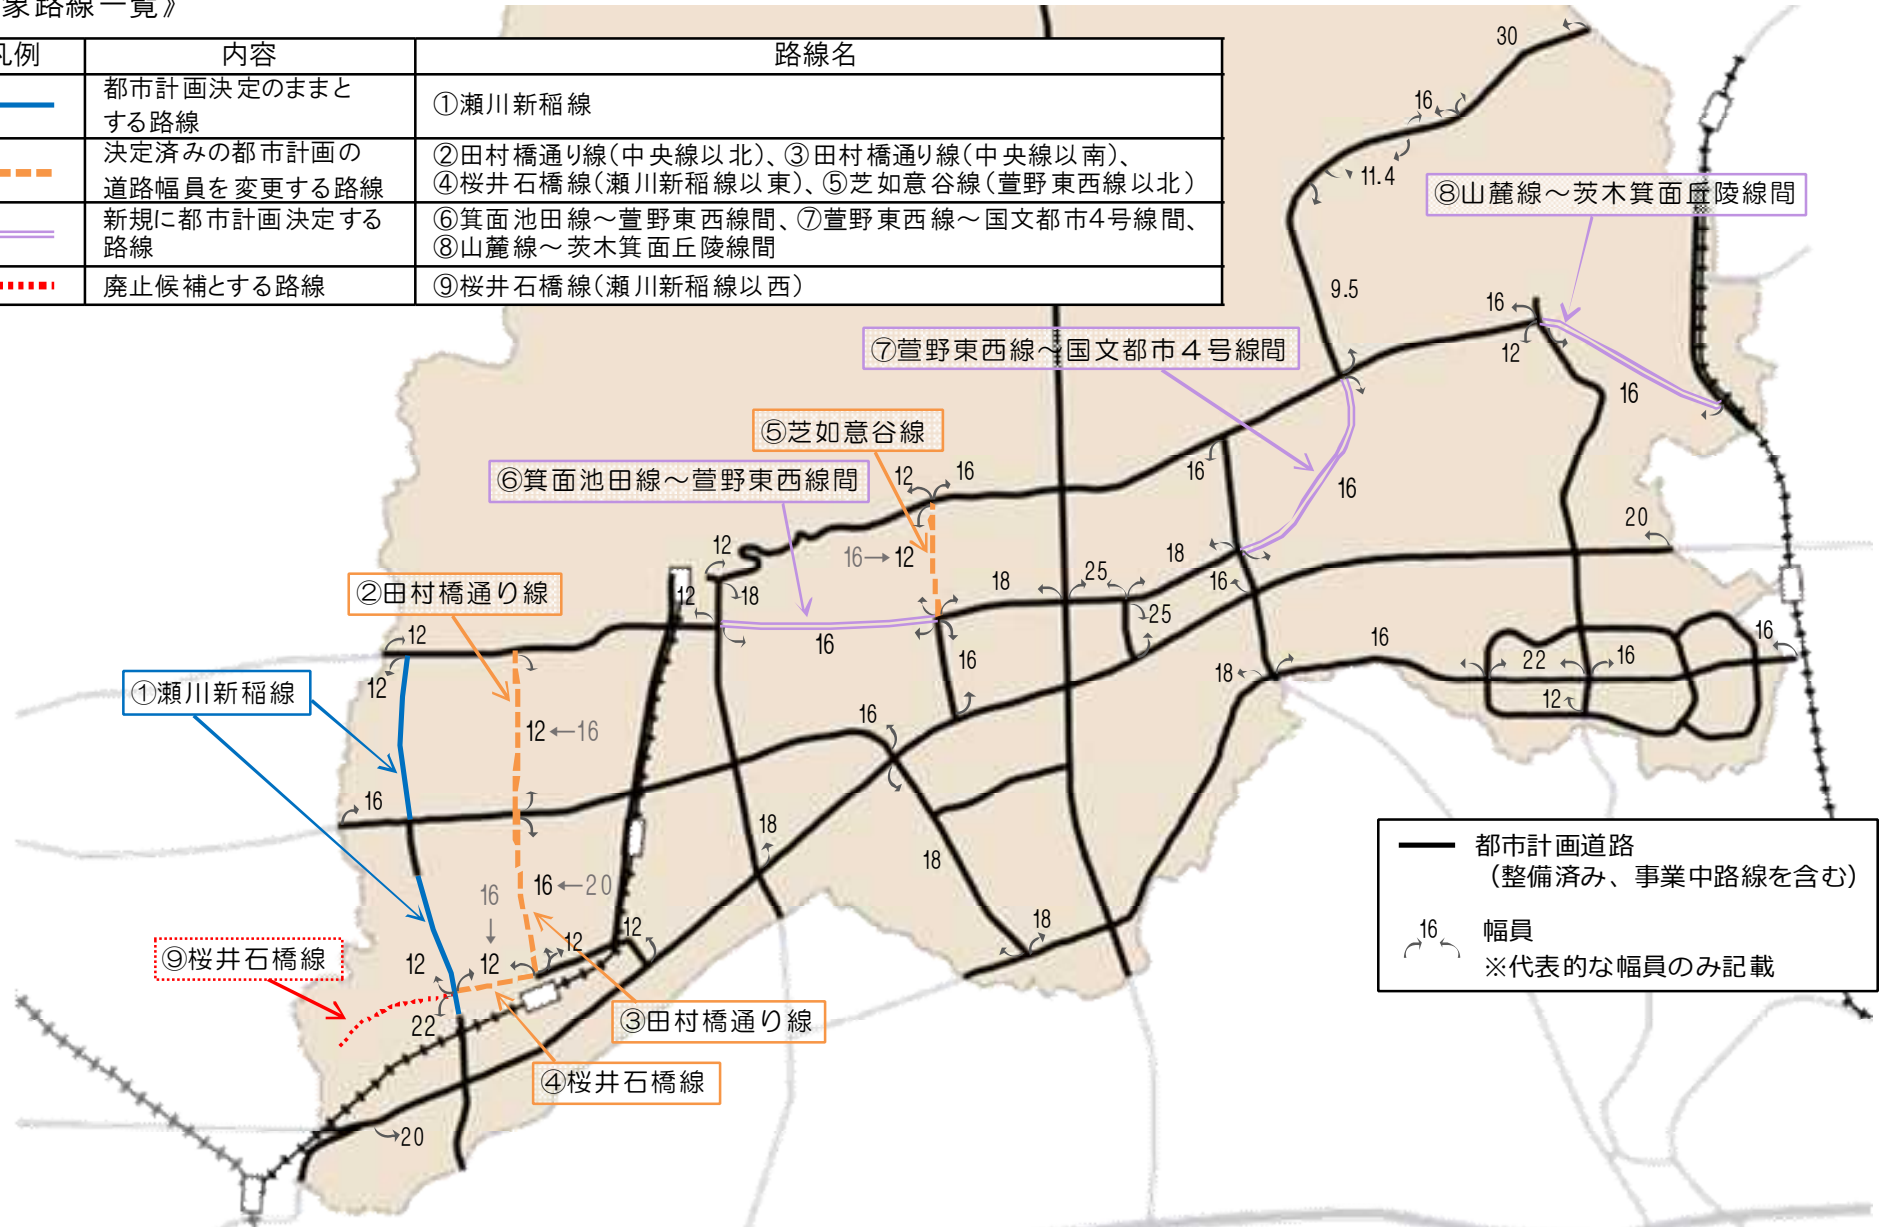 象路線一覧》
凡例 内容 路線名
都市計画決定のままと
する路線
①瀬川新稲線
決定済みの都市計画の
道路幅員を変更する路線
②田村橋通り線(中央線以北)、③田村橋通り線(中央線以南)、
④桜井石橋線(瀬川新稲線以東)、⑤芝如意谷線(萱野東西線以北)
新規に都市計画決定する
路線
⑥箕面池田線～萱野東西線間、⑦萱野東西線～国文都市4号線間、
⑧山麓線～茨木箕面丘陵線間
廃止候補とする路線
⑨桜井石橋線(瀬川新稲線以西)
30
16
11.4
⑧山麓線～茨木箕面丘陵線間
9.5
16
12
16
⑦萱野東西線～国文都市４号線間
⑤芝如意谷線
⑥箕面池田線～萱野東西線間
12
16
16
16
20
12
16→12
18
18
25
16
25
12
18
②田村橋通り線
12
16
16
16
22
16
16
18
12
12
①瀬川新稲線
12←16
16
16
18
18
16←20
16
12
12
12
12
18
⑨桜井石橋線
22
③田村橋通り線
④桜井石橋線
20
都市計画道路
（整備済み、事業中路線を含む）
16 幅員
※代表的な幅員のみ記載